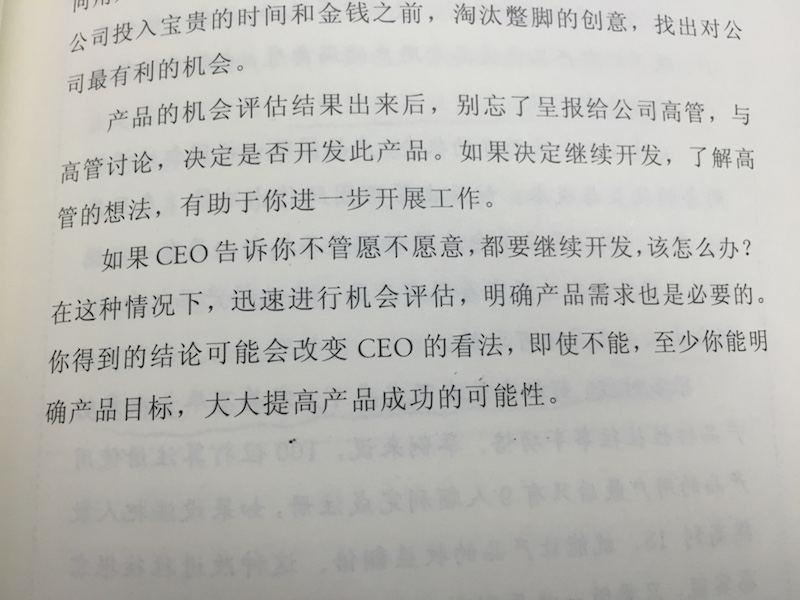 公司投入宝贵的时间和金钱之前，淘汰蹩脚的创意，找出对公
司最有利的机会。
产品的机会评估结果出来后，别忘了呈报给公司高管，与
高管讨论，决定是否开发此产品。如果决定继续开发，了解高
管的想法，有助于你进一步开展工作。
如果 CEO 告诉你不管愿不愿意，都要继续开发，该怎么办？
在这种情况下，迅速进行机会评估，明确产品需求也是必要的。
你得到的结论可能会改变 CEO 的看法，即使不能，至少你能明
确产品目标，大大提高产品成功的可能性。